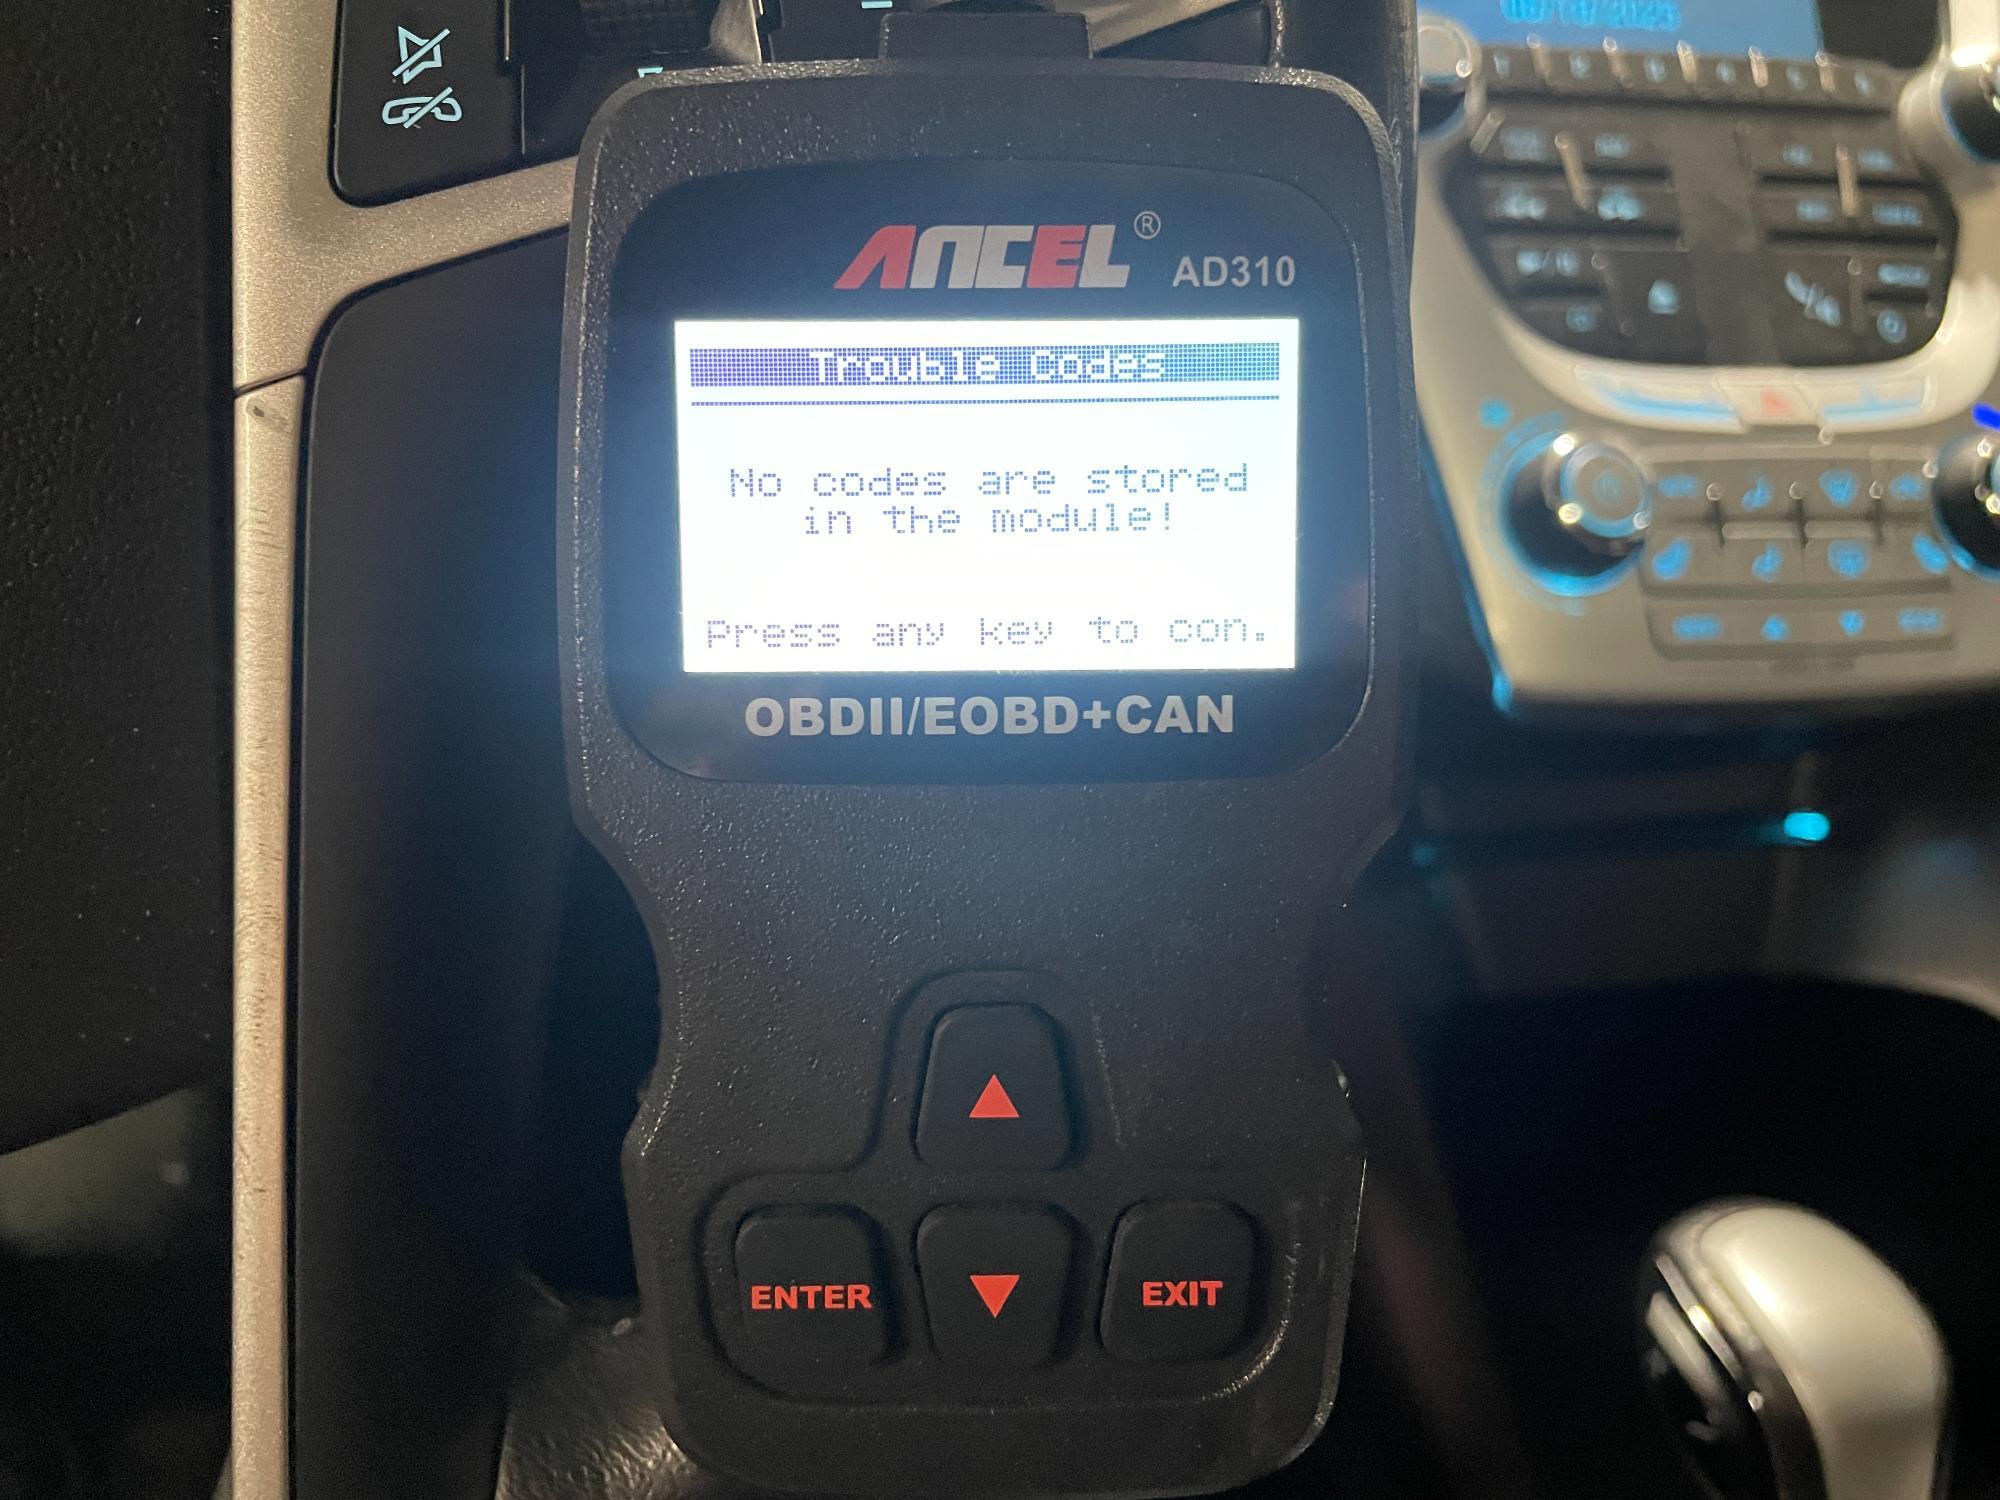 ANCEL® AD310
Trouble Codes
No codes are stored
in the module!
Press any key to con.
OBDII/EOBD+CAN
ENTER
EXIT